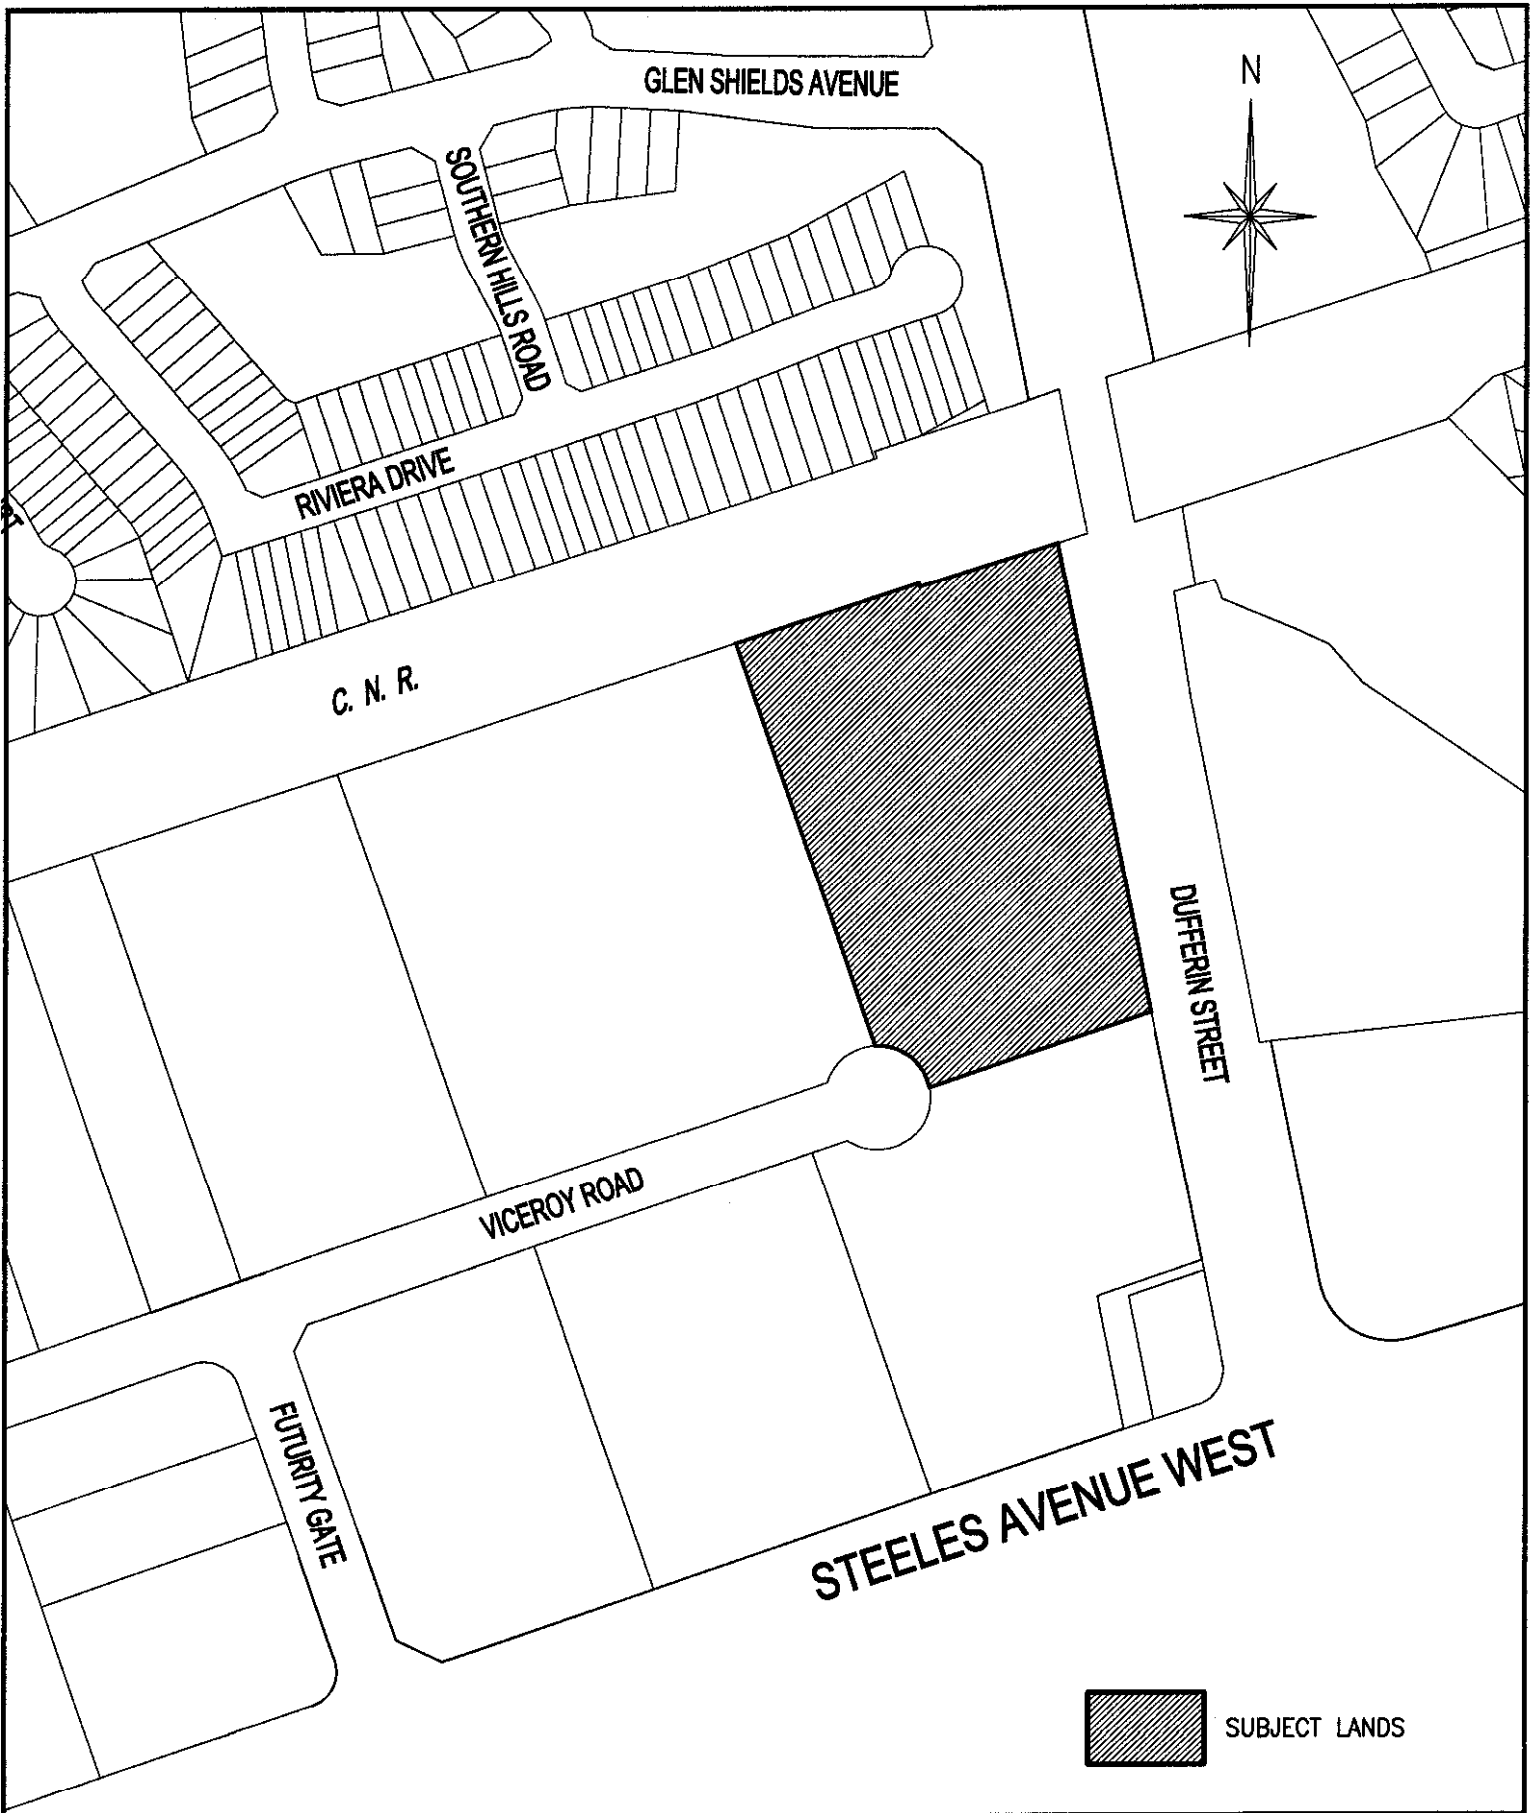 GLEN SHIELDS AVENUE
N
SOUTHERN HILLS ROAD
RIVIERA DRIVE
C. N. R.
DUFFERIN STREET
VICEROY ROAD
FUTURITY GATE
STEELES AVENUE WEST
SUBJECT LANDS